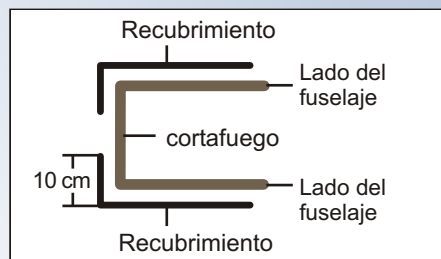 Recubrimiento
Lado del
fuselaje
cortafuego
10 cm
Lado del
fuselaje
Recubrimiento